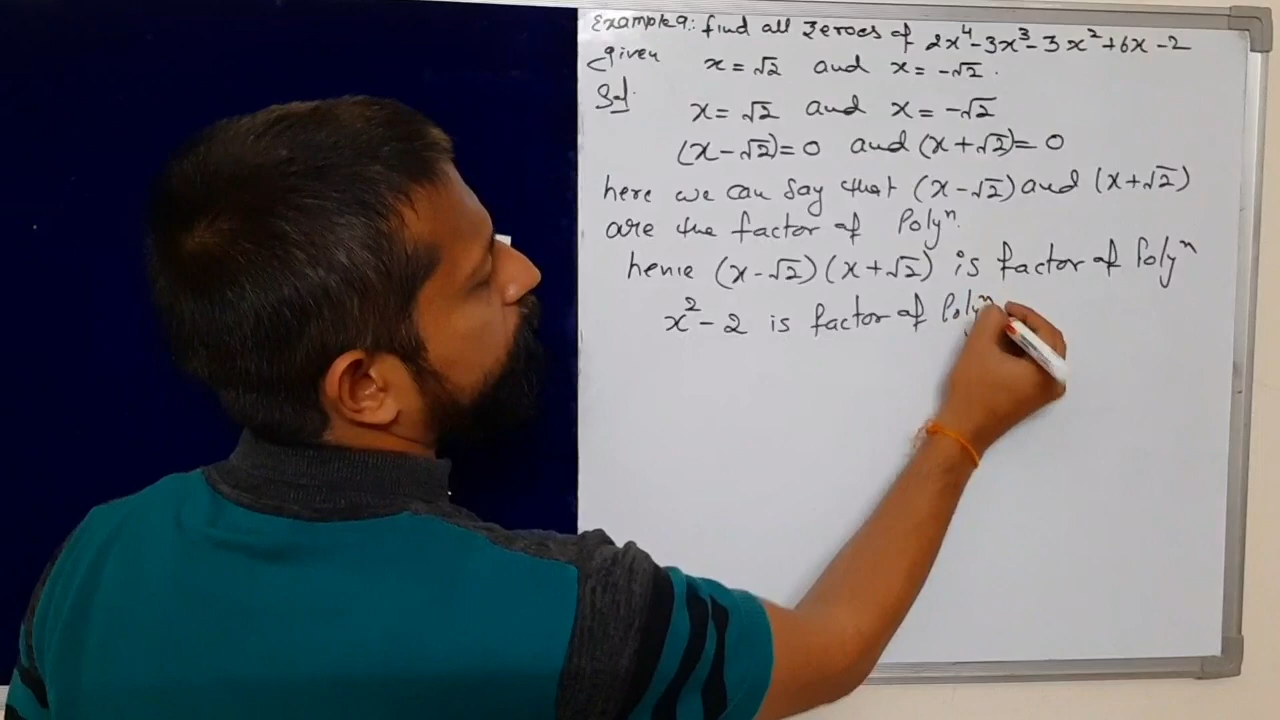 Example 9: find all zeroes of 2x⁴-3x³-3x²+6x-2
given x = √2 and x = -√2.
Sol. x = √2 and x = -√2
(x-√2)=0 and (x+√2)=0
here we can say that (x-√2) and (x+√2)
are the factor of Polyⁿ.
henie (x-√2)(x+√2) is factor of Polyⁿ
x²-2 is factor of Polyⁿ